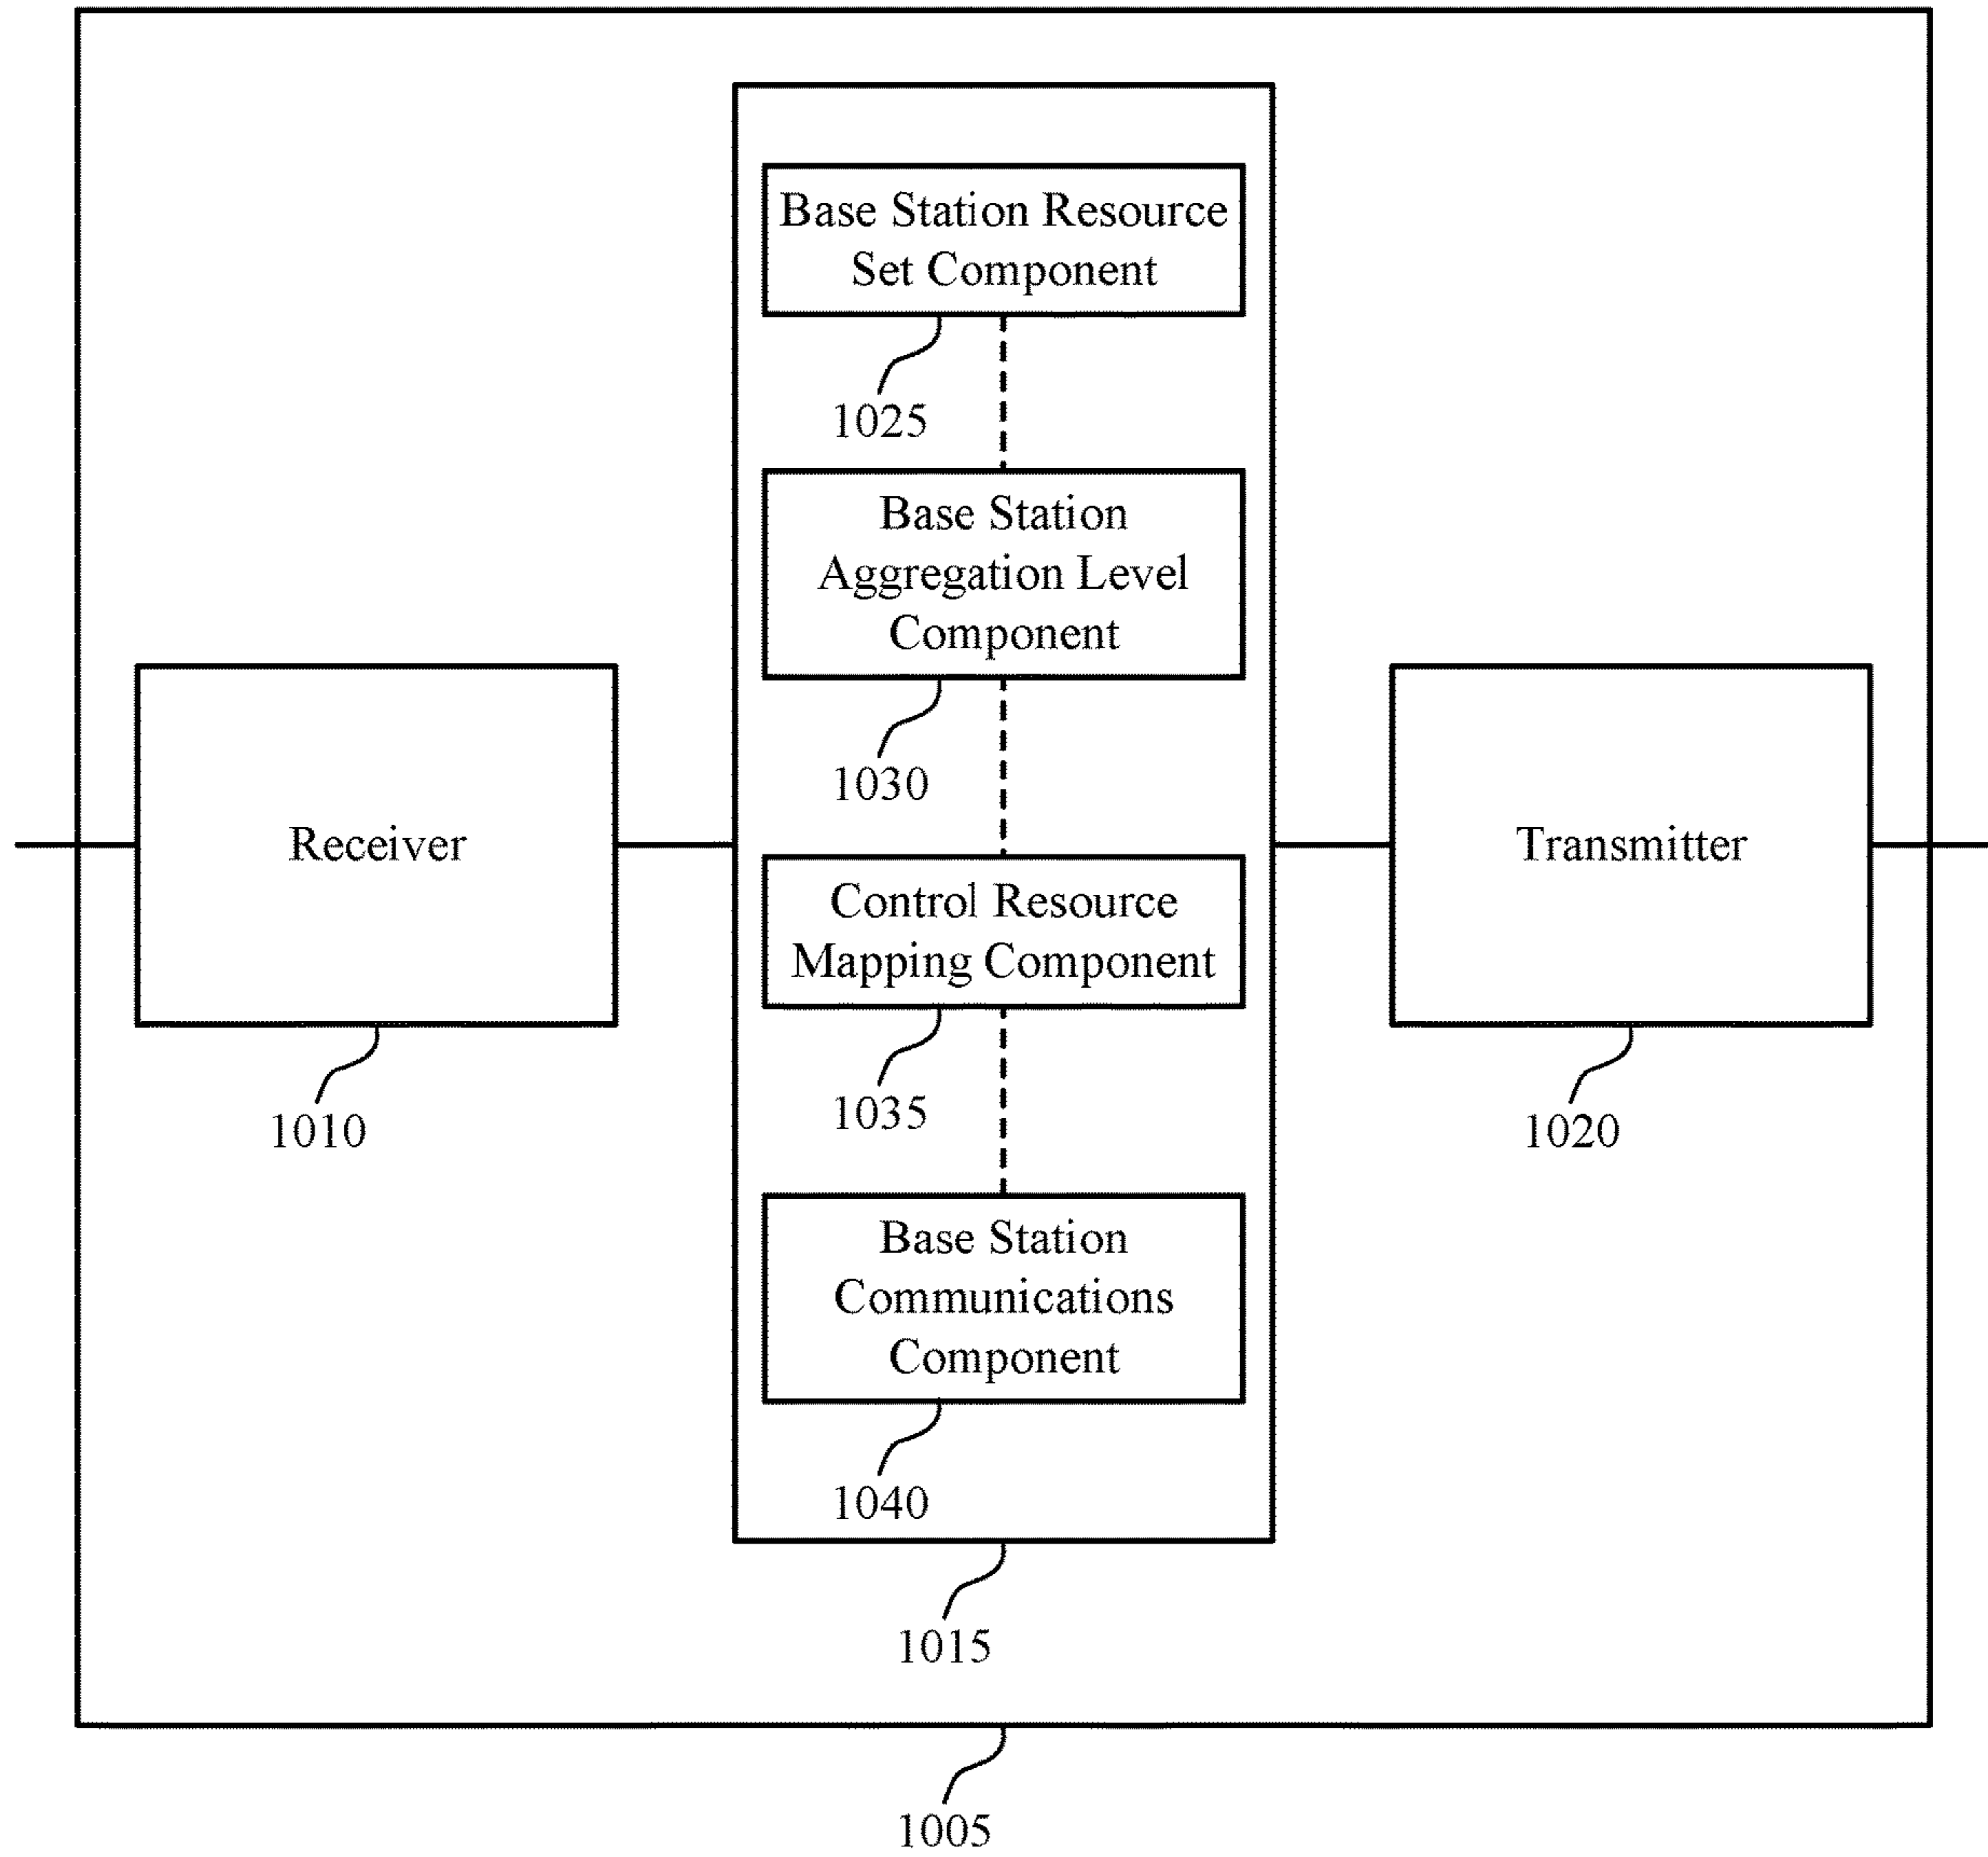 Base Station Resource
Set Component
1025
Base Station
Aggregation Level
Component
1030
Receiver
1010
Control Resource
Mapping Component
1035
Transmitter
1020
Base Station
Communications
Component
1040
1015
1005